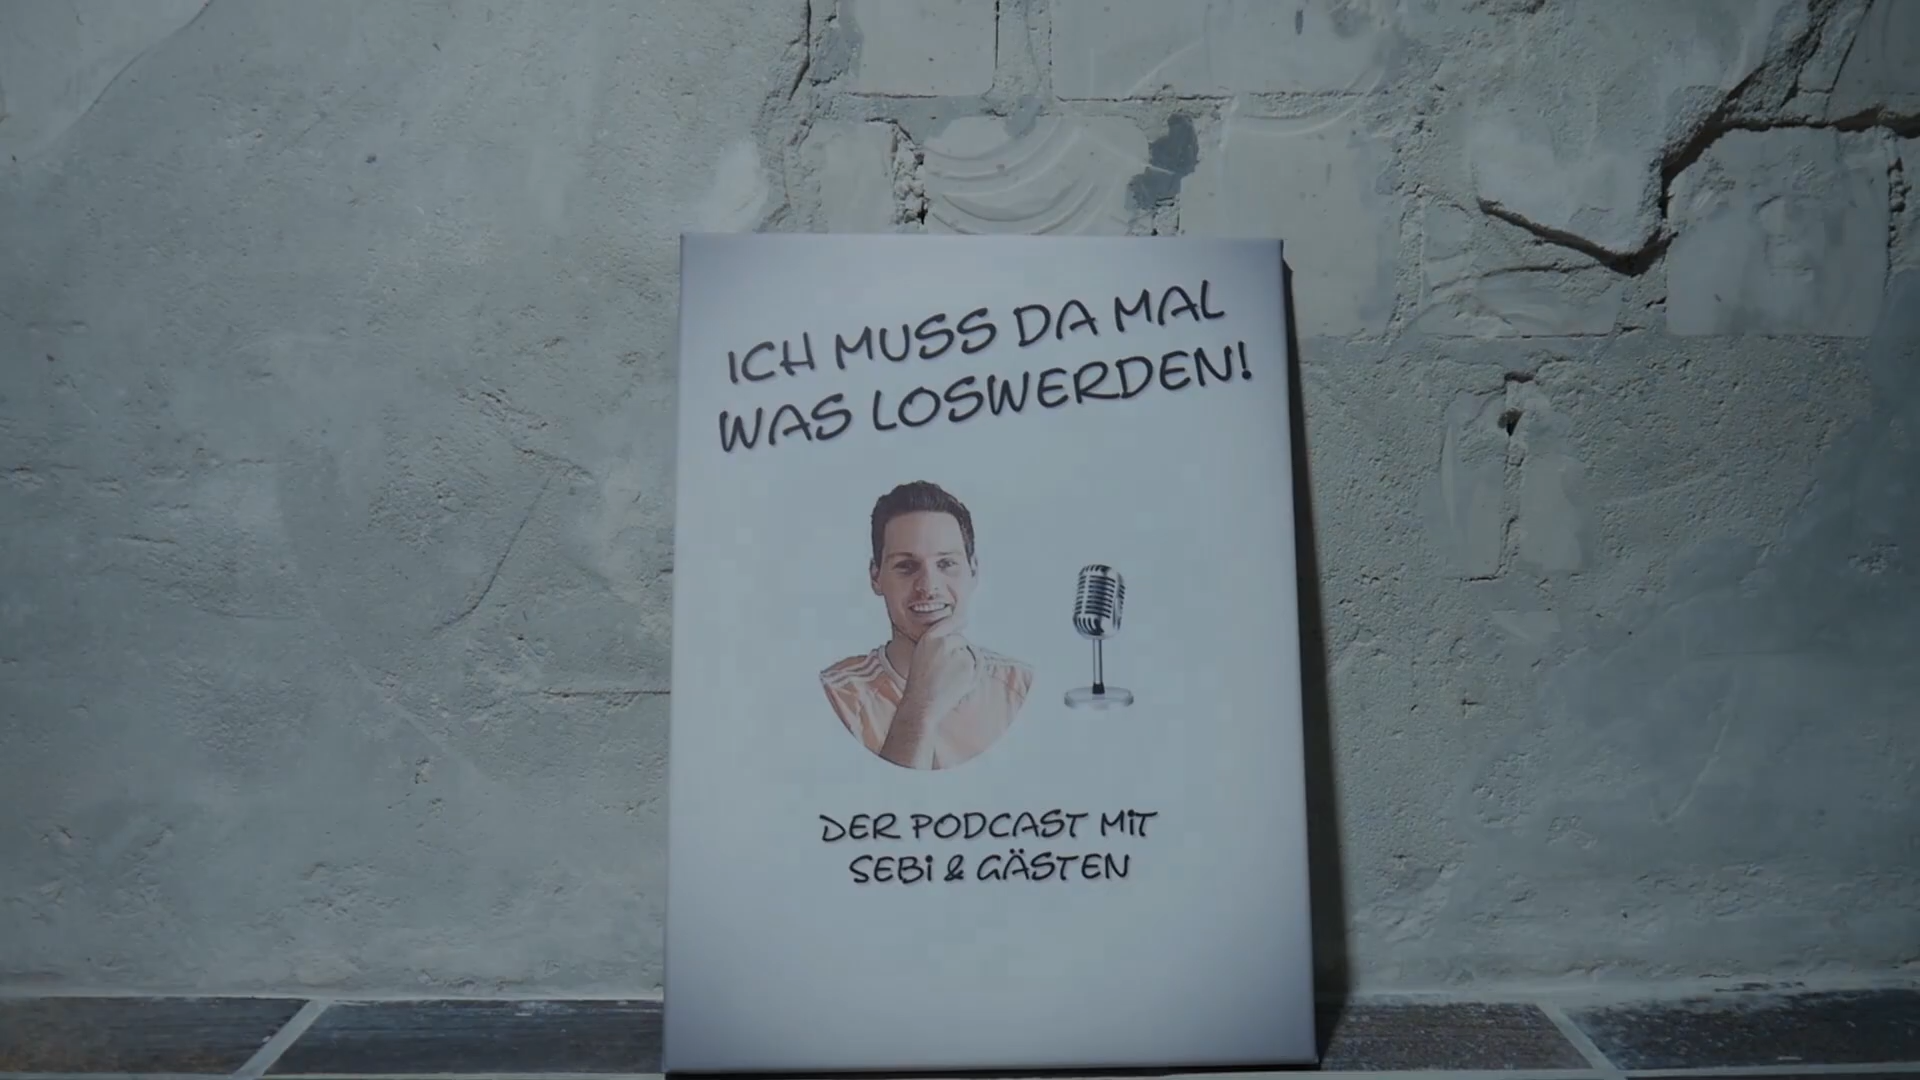 ICH MUSS DA MAL
WAS LOSWERDEN!
DER PODCAST MIT
SEBI & GÄSTEN